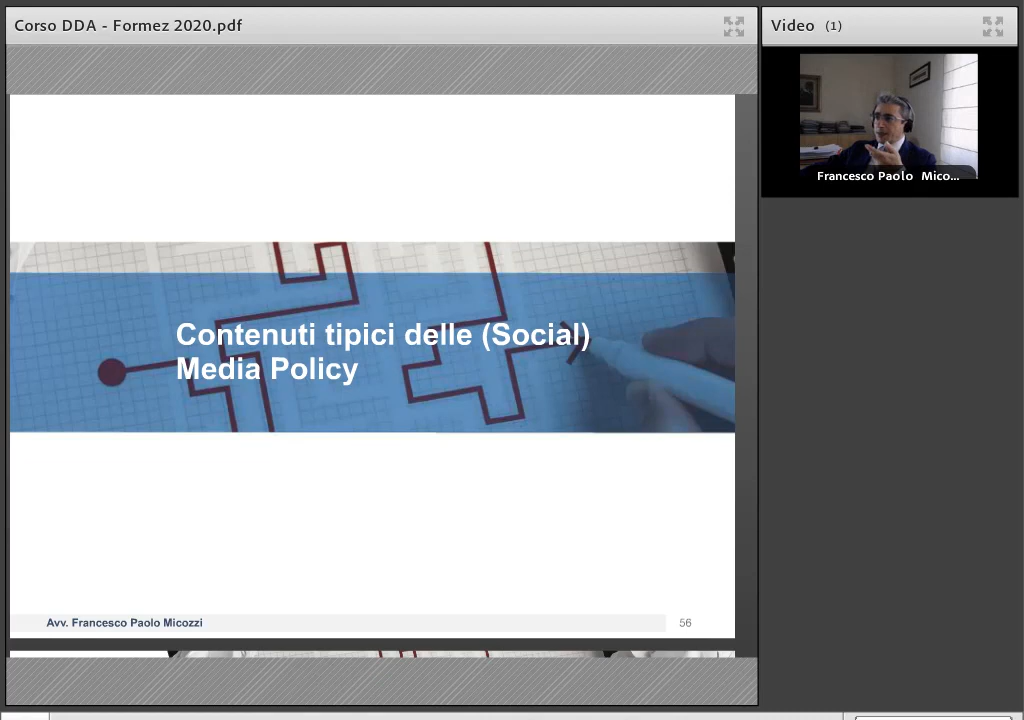 Corso DDA - Formez 2020.pdf
Video (1)
Francesco Paolo Mico...
Contenuti tipici delle (Social)
Media Policy
Avv. Francesco Paolo Micozzi
56